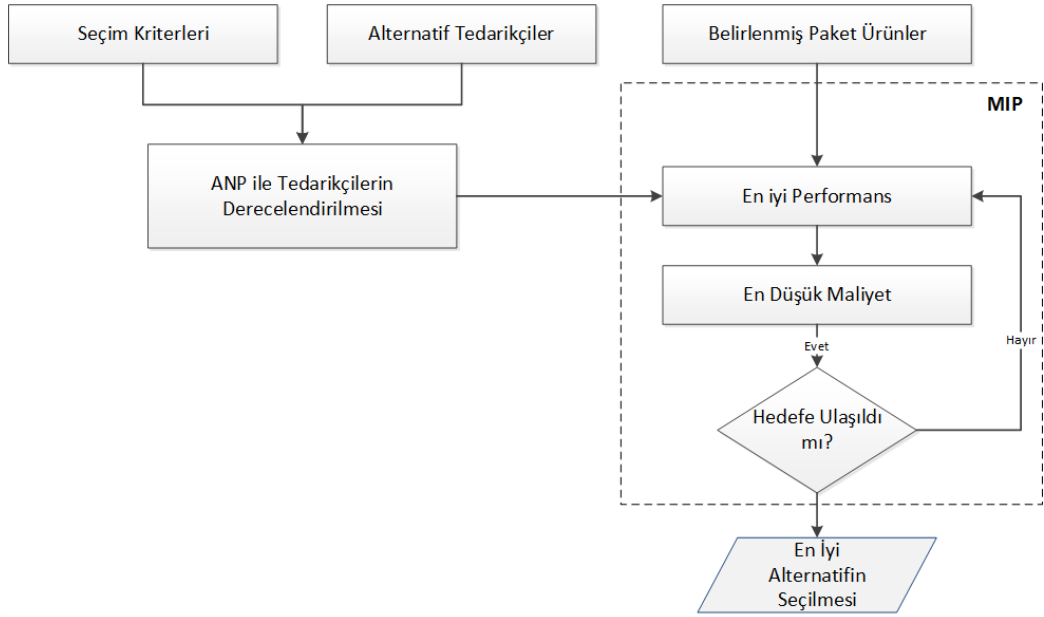 Seçim Kriterleri
Alternatif Tedarikçiler
Belirlenmiş Paket Ürünler
MIP
ANP ile Tedarikçilerin
Derecelendirilmesi
En iyi Performans
En Düşük Maliyet
Evet
Hayır
Hedefe Ulaşıldı
mı?
En İyi
Alternatifin
Seçilmesi